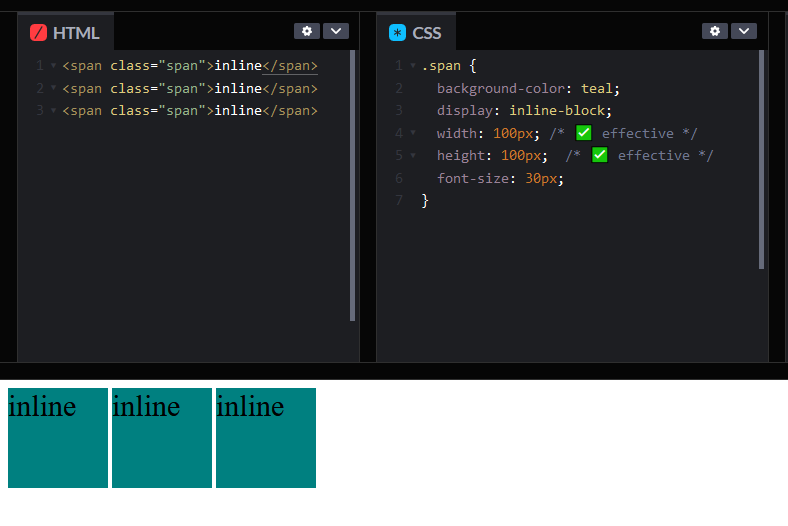 HTML
1 <span class="span">inline</span>
2 <span class="span">inline</span>
3 <span class="span">inline</span>
CSS
1 .span {
2 background-color: teal;
3 display: inline-block;
4 width: 100px; /* ✅ effective */
5 height: 100px;  /* ✅ effective */
6 font-size: 30px;
7 }
inline inline inline